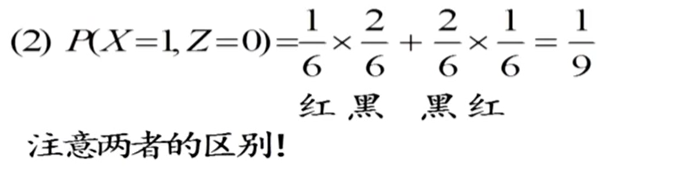 (2) P(X=1, Z=0)=1/6×2/6+2/6×1/6=1/9
红 黑 黑 红
注意两者的区别!